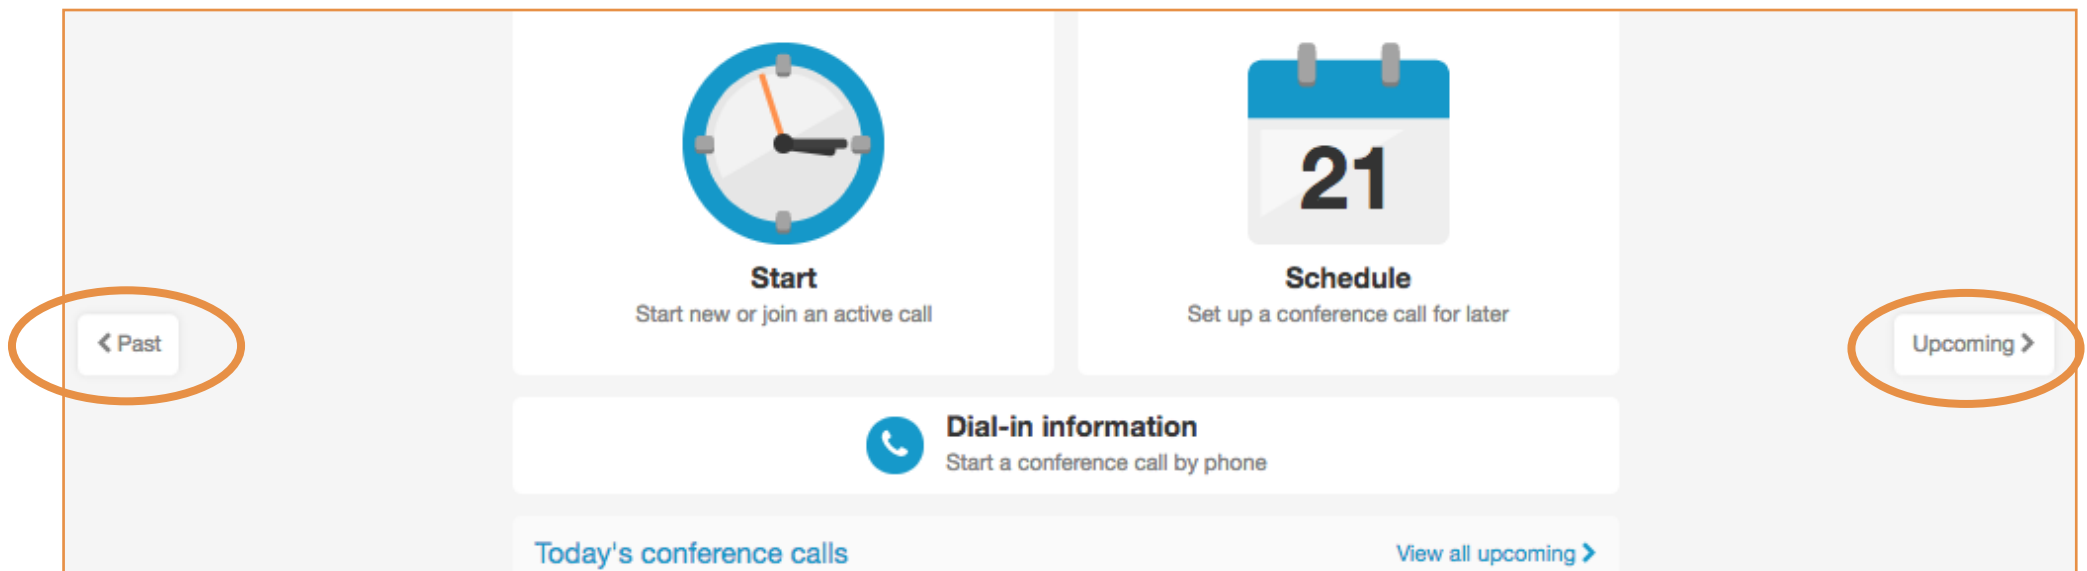 21
Start
Start new or join an active call
Schedule
Set up a conference call for later
Past
Upcoming
Dial-in information
Start a conference call by phone
Today's conference calls
View all upcoming